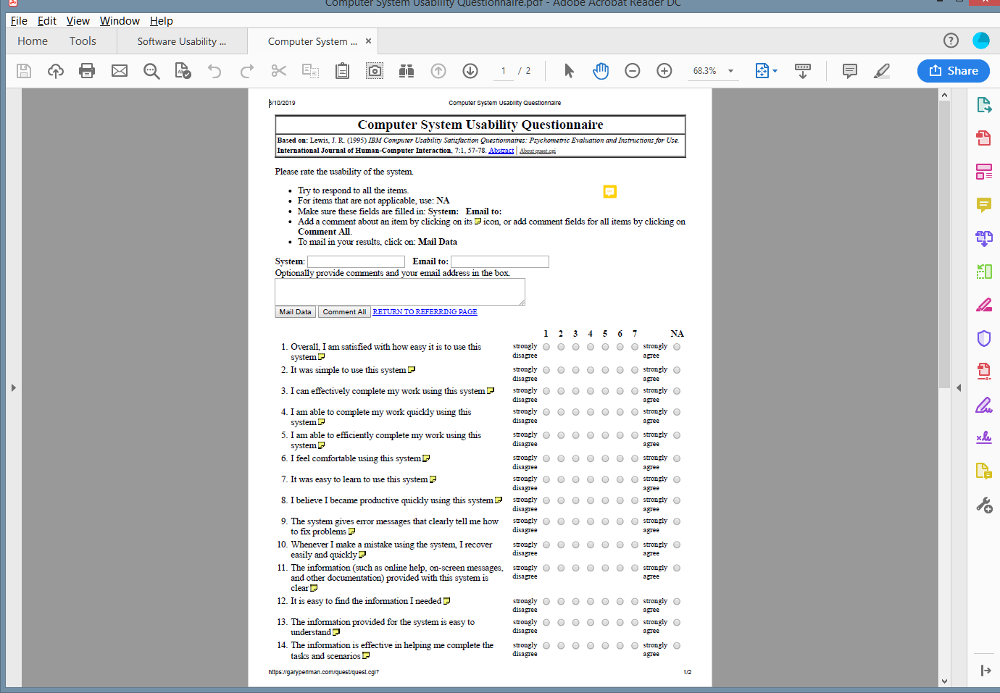 Computer System Usability Questionnaire.pdf - Adobe Acrobat Reader DC
File Edit View Window Help
Home Tools Software Usability ... Computer System ... ×
1 / 2 68.3% Share
8/10/2019 Computer System Usability Questionnaire
Computer System Usability Questionnaire
Based on: Lewis, J. R. (1995) IBM Computer Usability Satisfaction Questionnaires: Psychometric Evaluation and Instructions for Use.
International Journal of Human-Computer Interaction, 7:1, 57-78. Abstract | About quest.cgi
Please rate the usability of the system.
• Try to respond to all the items.
• For items that are not applicable, use: NA
• Make sure these fields are filled in: System: Email to:
• Add a comment about an item by clicking on its icon, or add comment fields for all items by clicking on
Comment All.
• To mail in your results, click on: Mail Data
System: Email to:
Optionally provide comments and your email address in the box.
Mail Data Comment All RETURN TO REFERRING PAGE
1 2 3 4 5 6 7 NA
1. Overall, I am satisfied with how easy it is to use this strongly strongly
system disagree agree
2. It was simple to use this system strongly strongly
disagree agree
3. I can effectively complete my work using this system strongly strongly
disagree agree
4. I am able to complete my work quickly using this strongly strongly
system disagree agree
5. I am able to efficiently complete my work using this strongly strongly
system disagree agree
6. I feel comfortable using this system strongly strongly
disagree agree
7. It was easy to learn to use this system strongly strongly
disagree agree
8. I believe I became productive quickly using this system strongly strongly
disagree agree
9. The system gives error messages that clearly tell me how strongly strongly
to fix problems disagree agree
10. Whenever I make a mistake using the system, I recover strongly strongly
easily and quickly disagree agree
11. The information (such as online help, on-screen messages, strongly strongly
and other documentation) provided with this system is disagree agree
clear
12. It is easy to find the information I needed strongly strongly
disagree agree
13. The information provided for the system is easy to strongly strongly
understand disagree agree
14. The information is effective in helping me complete the strongly strongly
tasks and scenarios disagree agree
https://garyperlman.com/quest/quest.cgi? 1/2